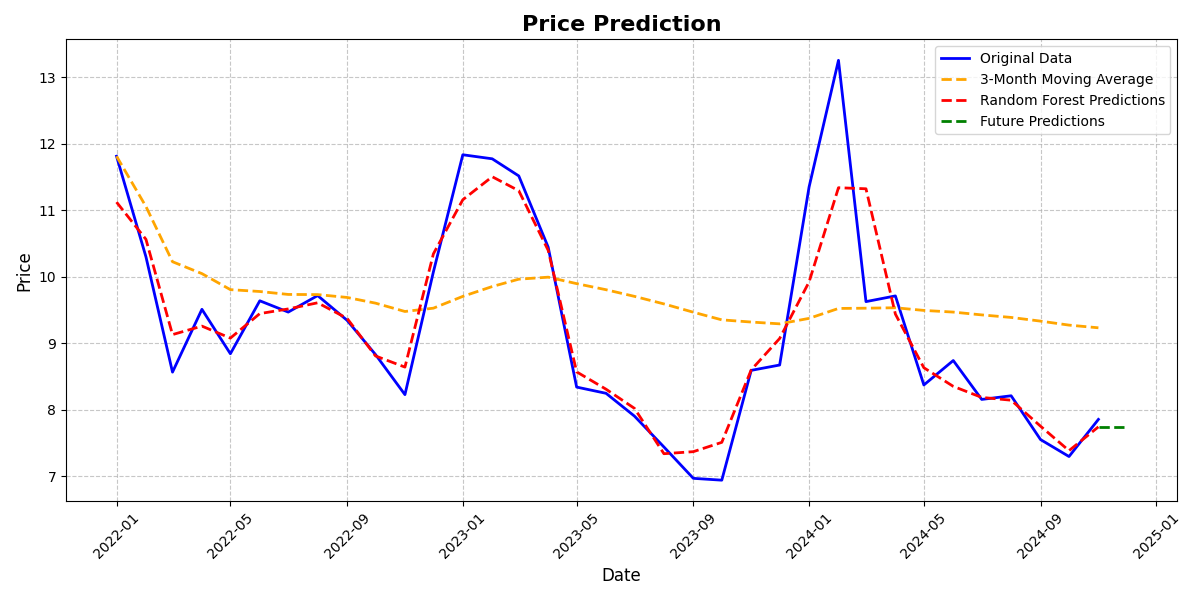 Price Prediction
Original Data
3-Month Moving Average
Random Forest Predictions
Future Predictions
Price
13
12
11
10
9
8
7
2022-01
2022-05
2022-09
2023-01
2023-05
2023-09
2024-01
2024-05
2024-09
2025-01
Date